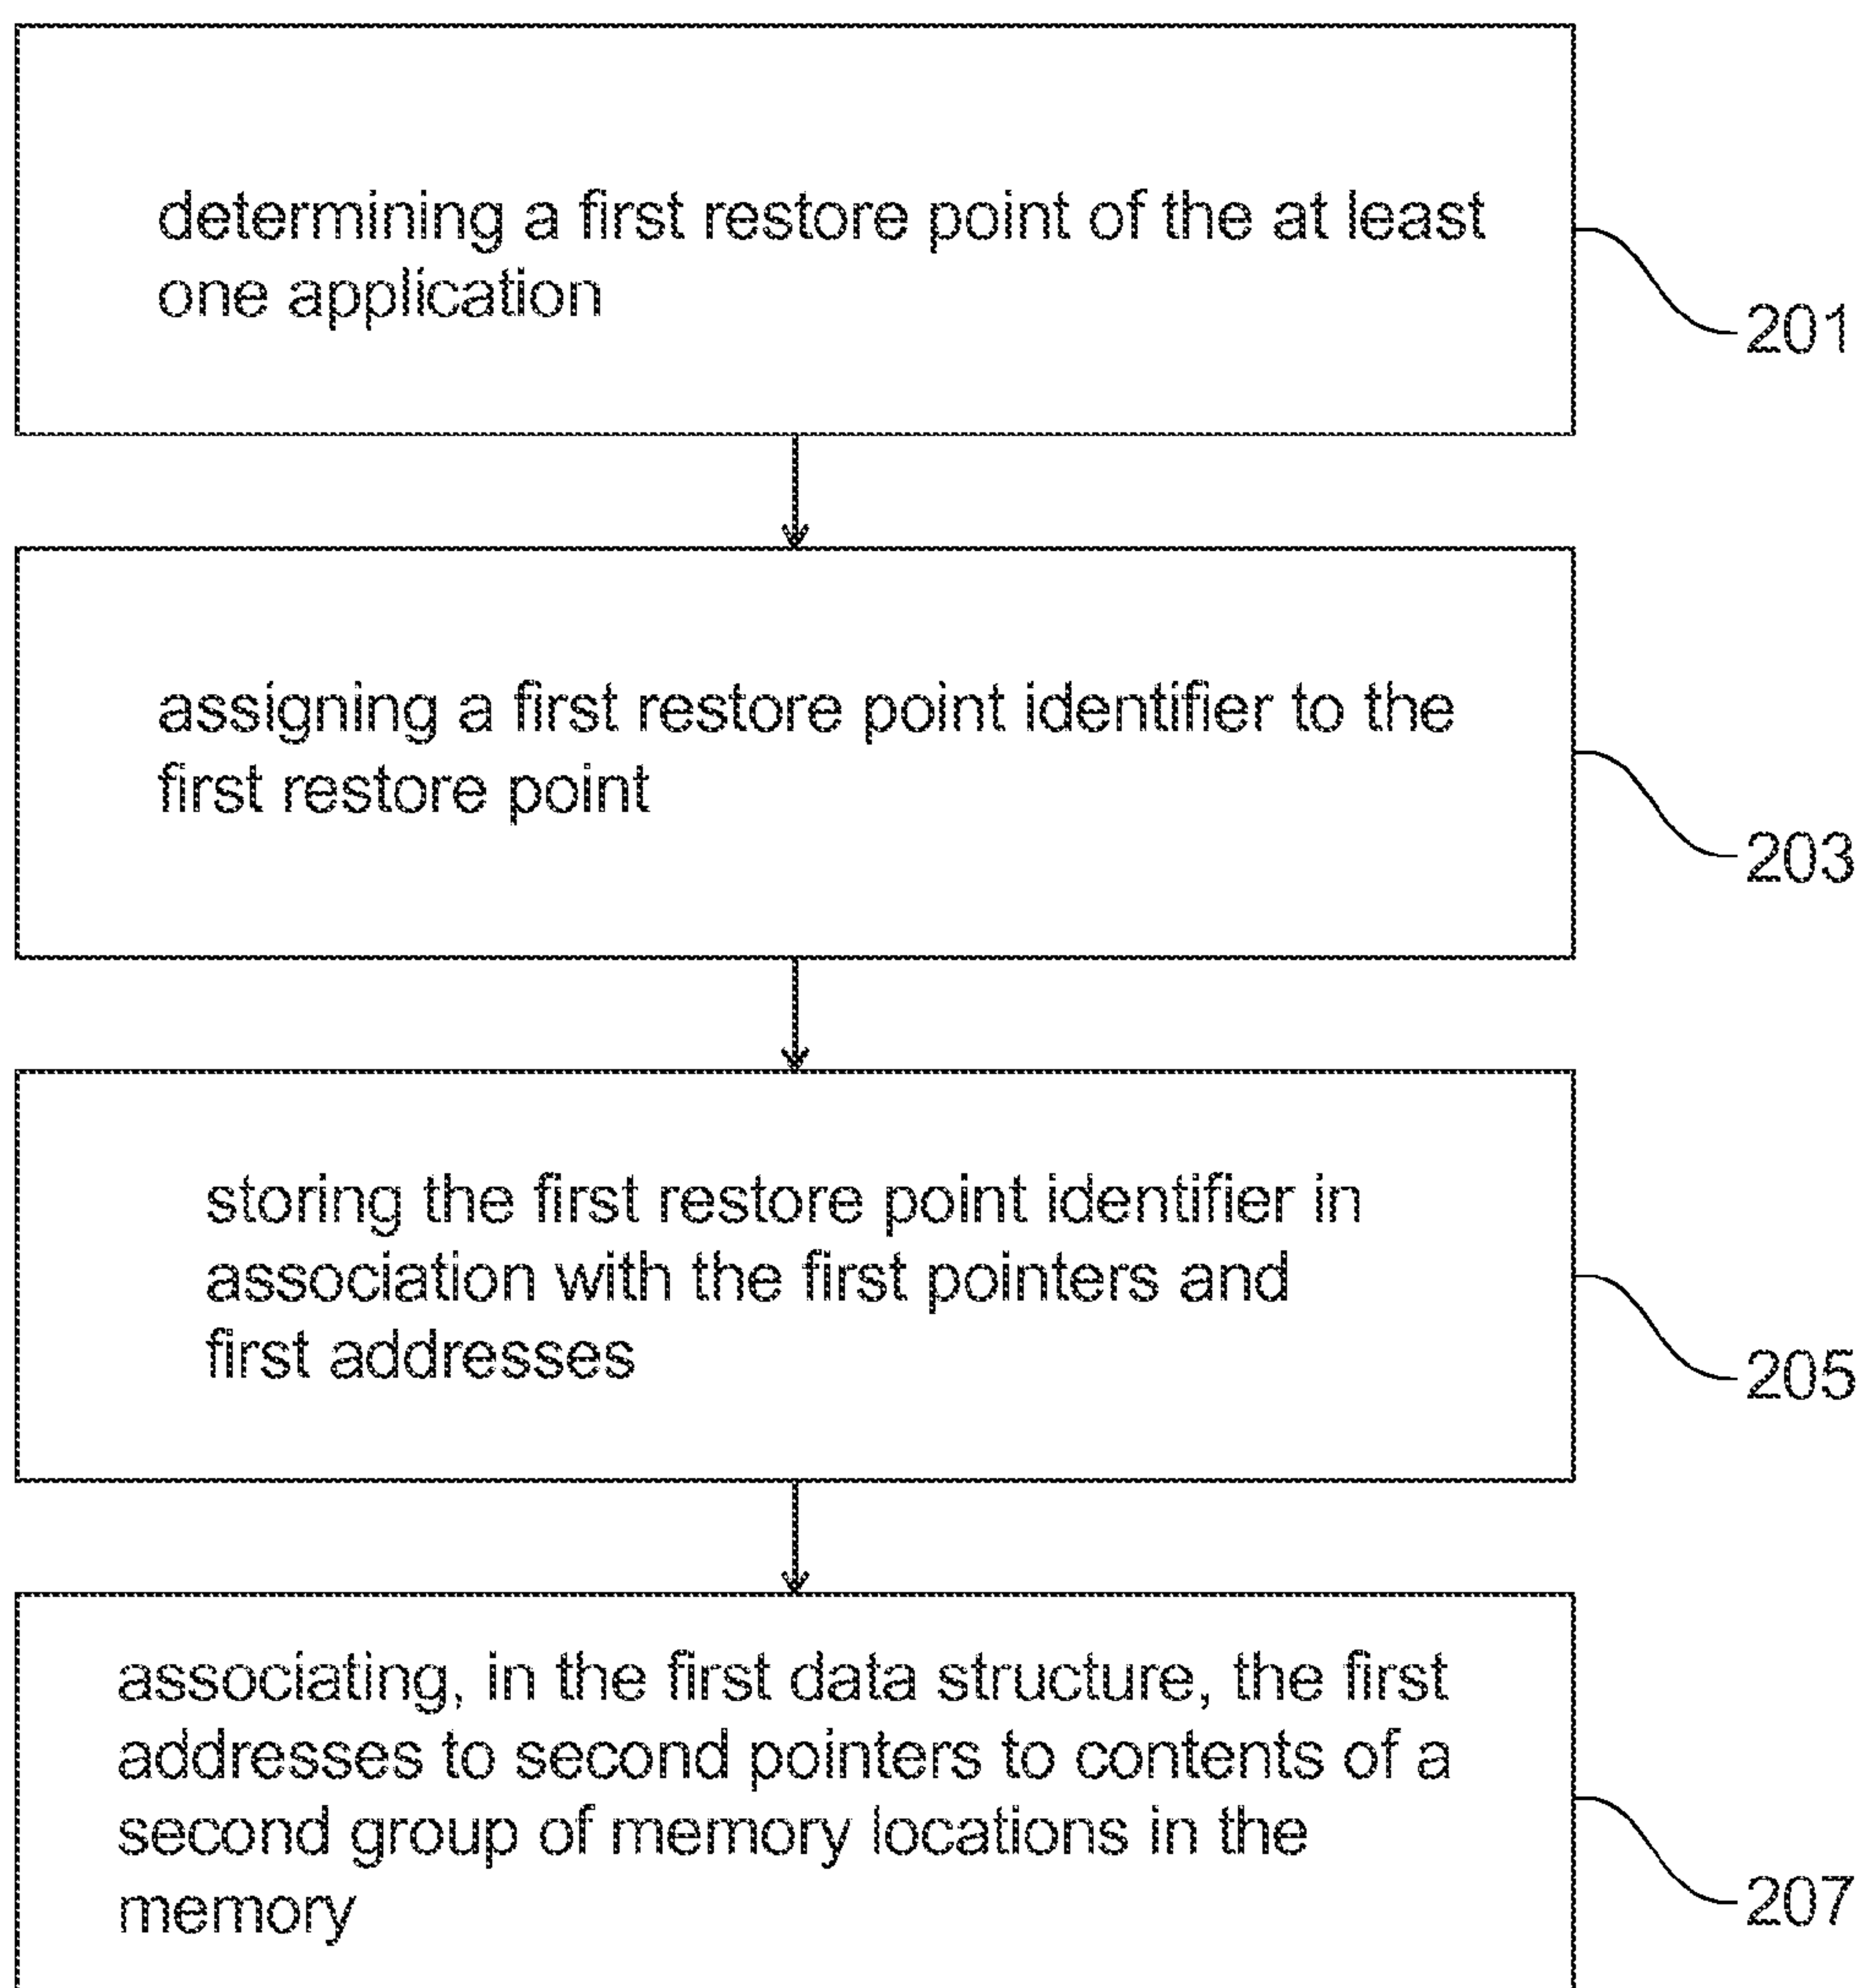 determining a first restore point of the at least
one application
201
assigning a first restore point identifier to the
first restore point
203
storing the first restore point identifier in
association with the first pointers and
first addresses
205
associating, in the first data structure, the first
addresses to second pointers to contents of a
second group of memory locations in the
memory
207